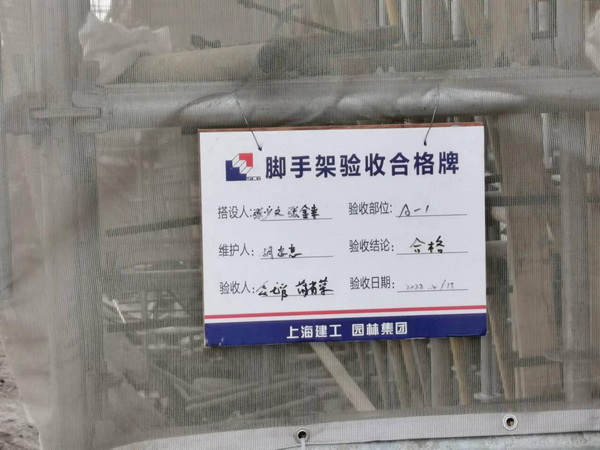 SCG
脚手架验收合格牌
搭设人: 验收部位: A-1
维护人: 验收结论: 合格
验收人: 验收日期:
上海建工 园林集团